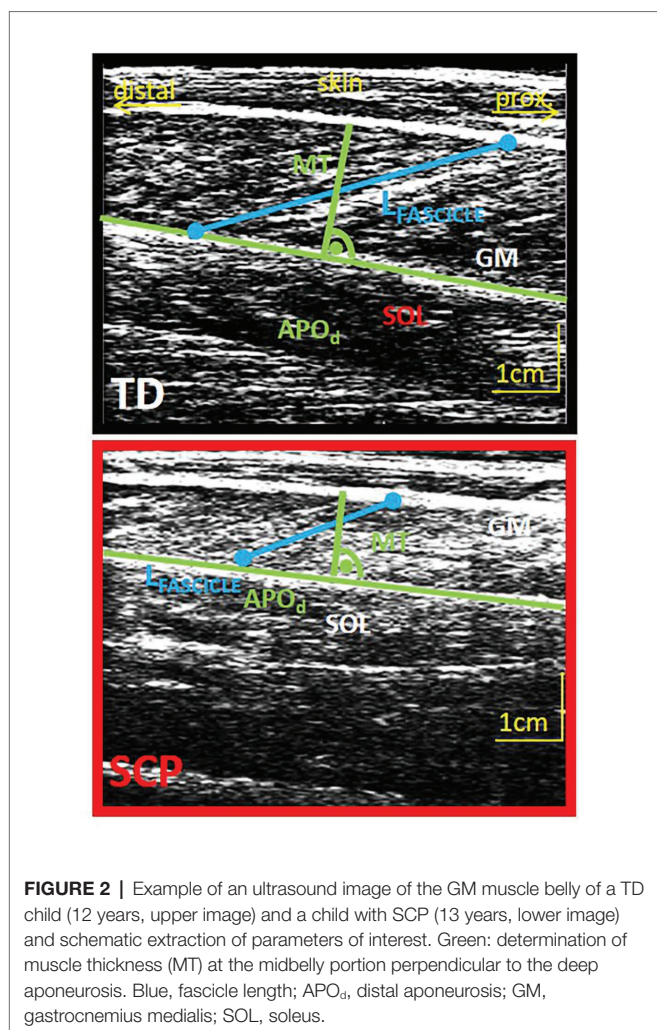 skin
distal
prox.
MT
LFASCICLE
GM
SOL
APOd
1cm
TD
GM
MT
LFASCICLE
APOd
SOL
1cm
SCP
FIGURE 2 | Example of an ultrasound image of the GM muscle belly of a TD
child (12 years, upper image) and a child with SCP (13 years, lower image)
and schematic extraction of parameters of interest. Green: determination of
muscle thickness (MT) at the midbelly portion perpendicular to the deep
aponeurosis. Blue, fascicle length; APOd, distal aponeurosis; GM,
gastrocnemius medialis; SOL, soleus.